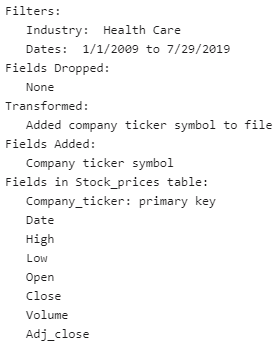 Filters:
Industry:  Health Care
Dates:  1/1/2009 to 7/29/2019
Fields Dropped:
None
Transformed:
Added company ticker symbol to file
Fields Added:
Company ticker symbol
Fields in Stock_prices table:
Company_ticker: primary key
Date
High
Low
Open
Close
Volume
Adj_close